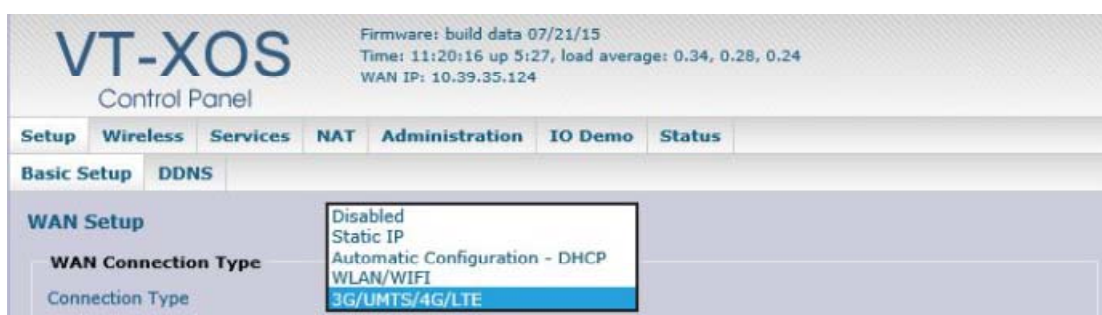 VT-XOS
Control Panel
Firmware: build data 07/21/15
Time: 11:20:16 up 5:27, load average: 0.34, 0.28, 0.24
WAN IP: 10.39.35.124
Setup Wireless Services NAT Administration IO Demo Status
Basic Setup DDNS
WAN Setup
WAN Connection Type
Connection Type
Disabled
Static IP
Automatic Configuration - DHCP
WLAN/WIFI
3G/UMTS/4G/LTE